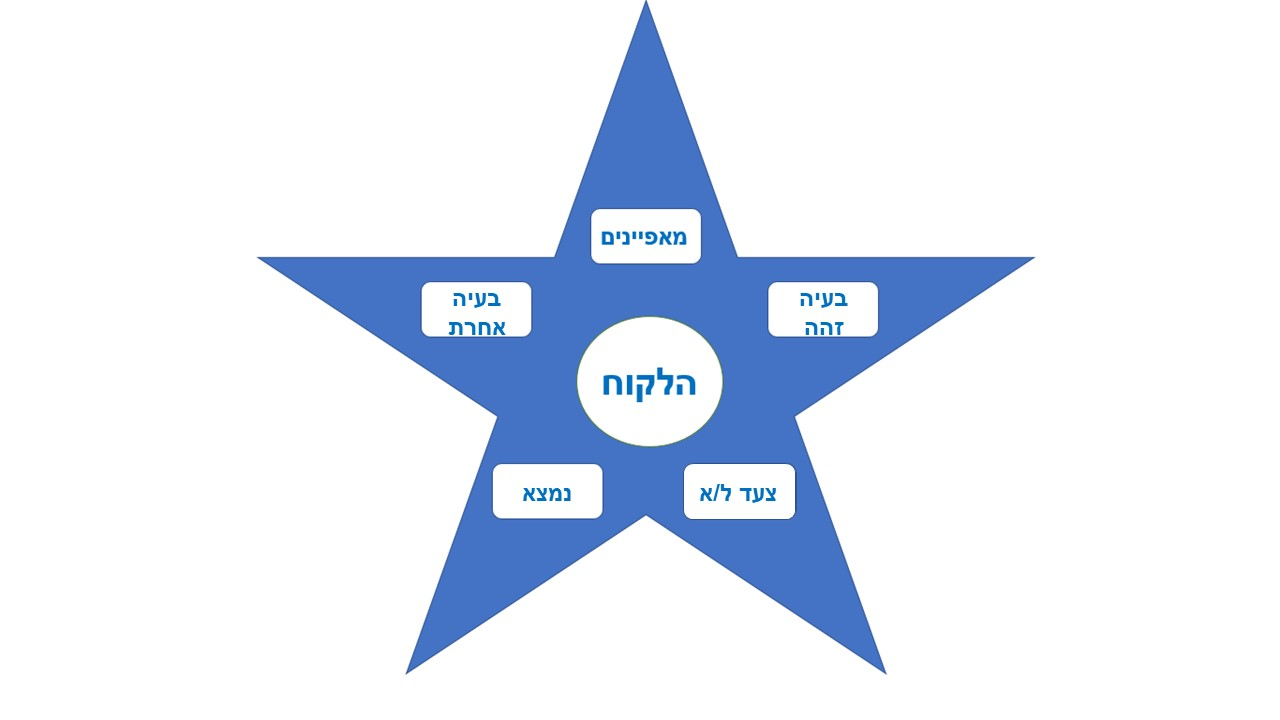 מאפיינים
בעיה
זהה
בעיה
אחרת
הלקוח
צעד ל/א
נמצא